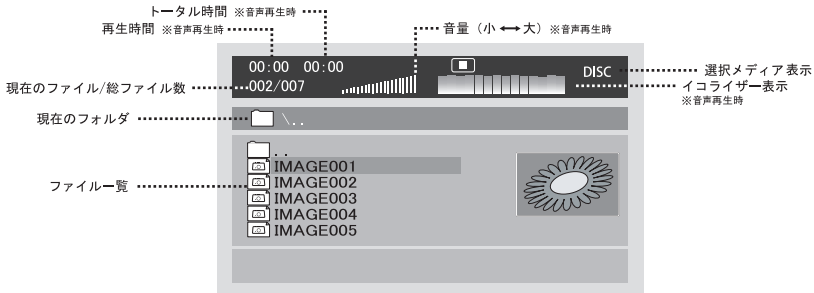 トータル時間 ※音声再生時
再生時間 ※音声再生時
音量（小 ⟷ 大）※音声再生時
00:00 00:00
DISC
選択メディア表示
002/007
現在のファイル/総ファイル数
イコライザー表示
※音声再生時
現在のフォルダ
\..
..
IMAGE001
IMAGE002
ファイル一覧
IMAGE003
IMAGE004
IMAGE005